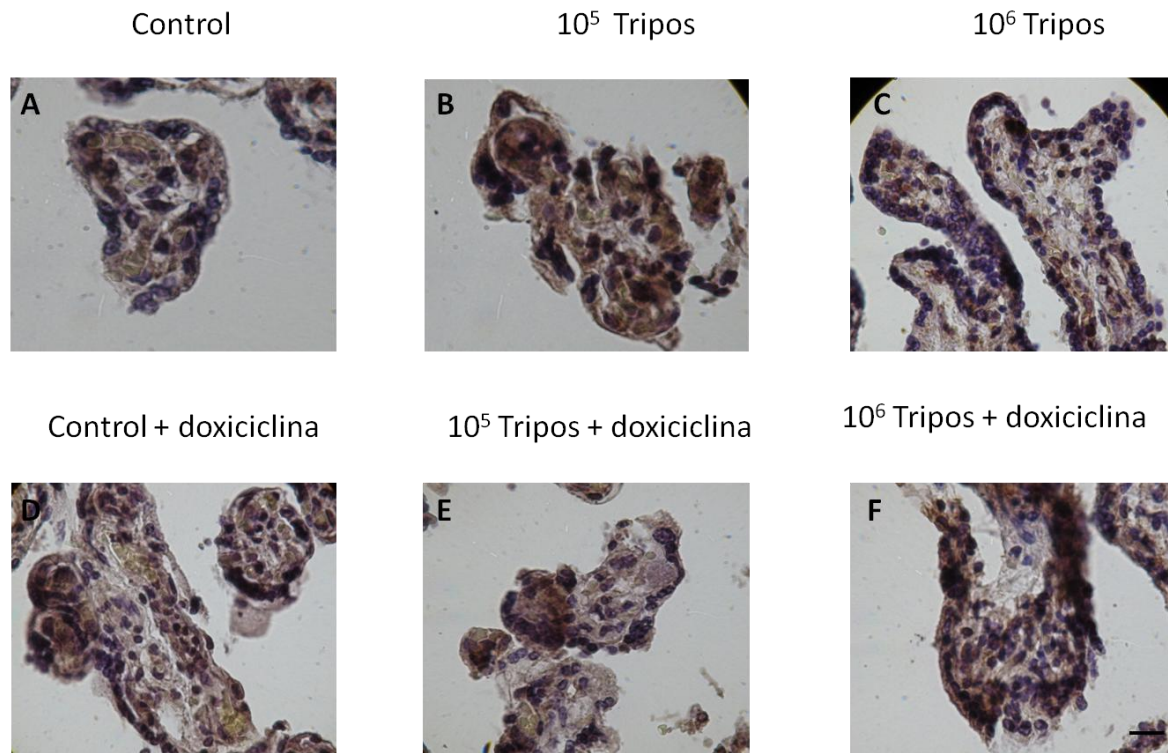 Control
10⁵ Tripos
10⁶ Tripos
A
B
C
Control + doxiciclina
10⁵ Tripos + doxiciclina
10⁶ Tripos + doxiciclina
D
E
F